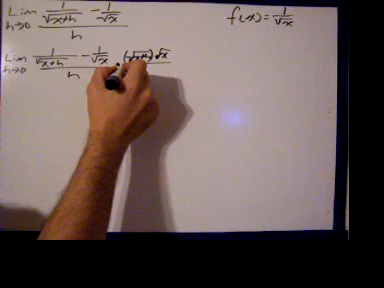 Lim h→0 (1/√(x+h) - 1/√x)/h
f(x) = 1/√x
Lim h→0 (1/√(x+h) - 1/√x)/h · (√(x+h))√x